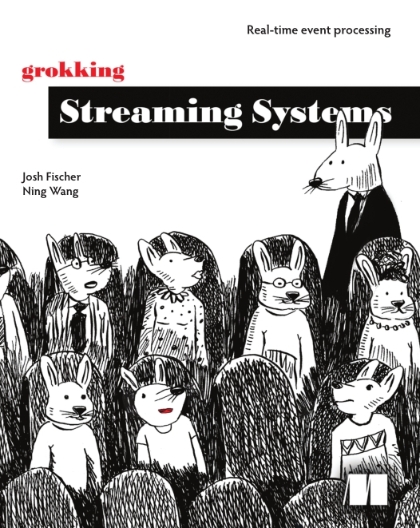 Real-time event processing
grokking
Streaming Systems
Josh Fischer
Ning Wang